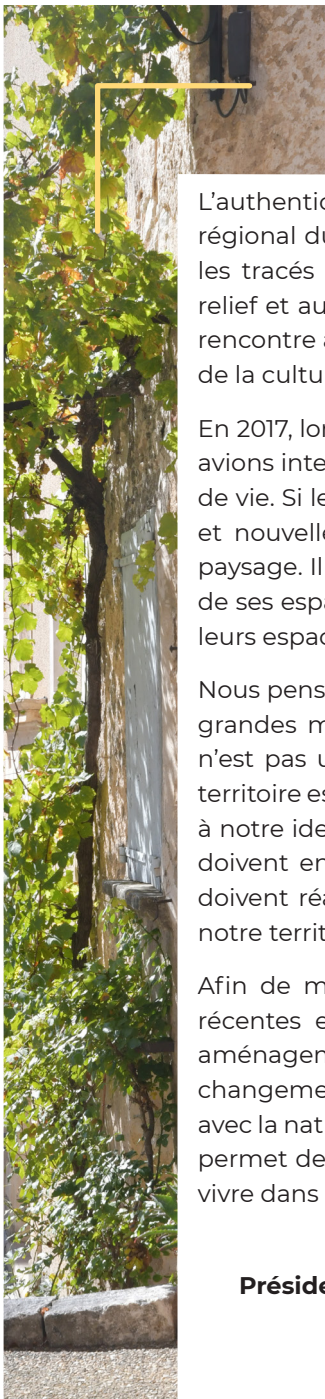 L'authentic
régional du
les tracés
relief et au
rencontre a
de la cultu
En 2017, lor
avions inte
de vie. Si le
et nouvelle
paysage. Il
de ses espa
leurs espac
Nous pens
grandes m
n'est pas u
territoire es
à notre ide
doivent en
doivent réa
notre territ
Afin de m
récentes e
aménagem
changeme
avec la nat
permet de
vivre dans
Préside